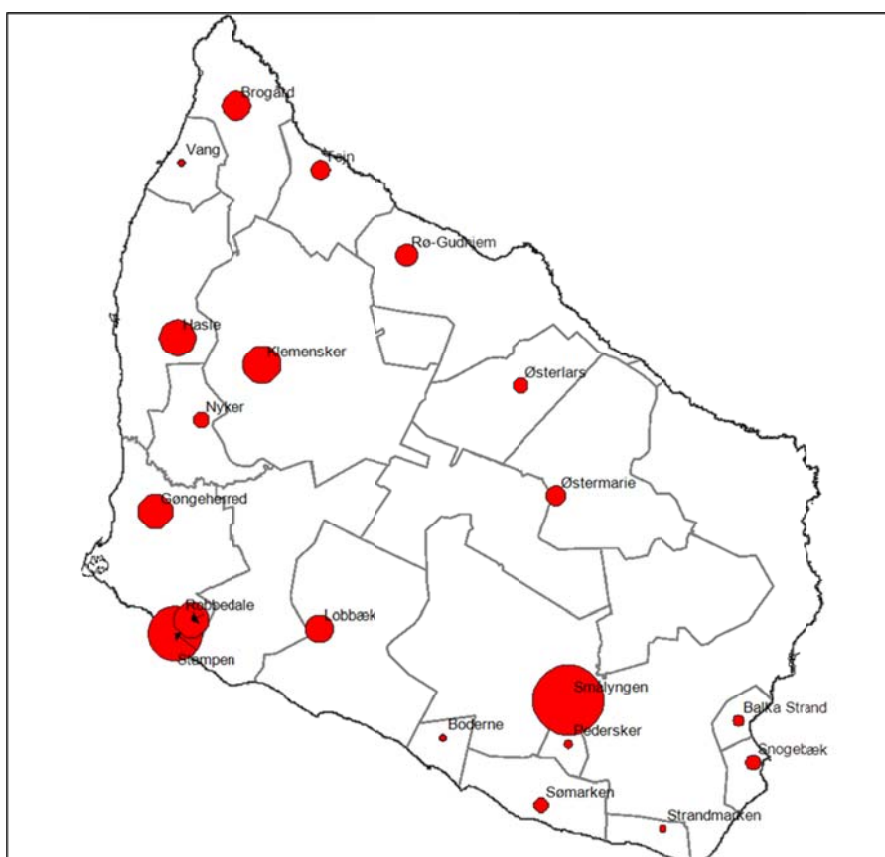 Brogård
Vang
Tejn
Rø-Gudhjem
Hasle
Klemensker
Østerlars
Nyker
Østermarie
Gøngeherred
Robbedale
Lobbæk
Stampen
Smålyngen
Balka Strand
Boderne
Pedersker
Snogebæk
Sømarken
Strandmarken